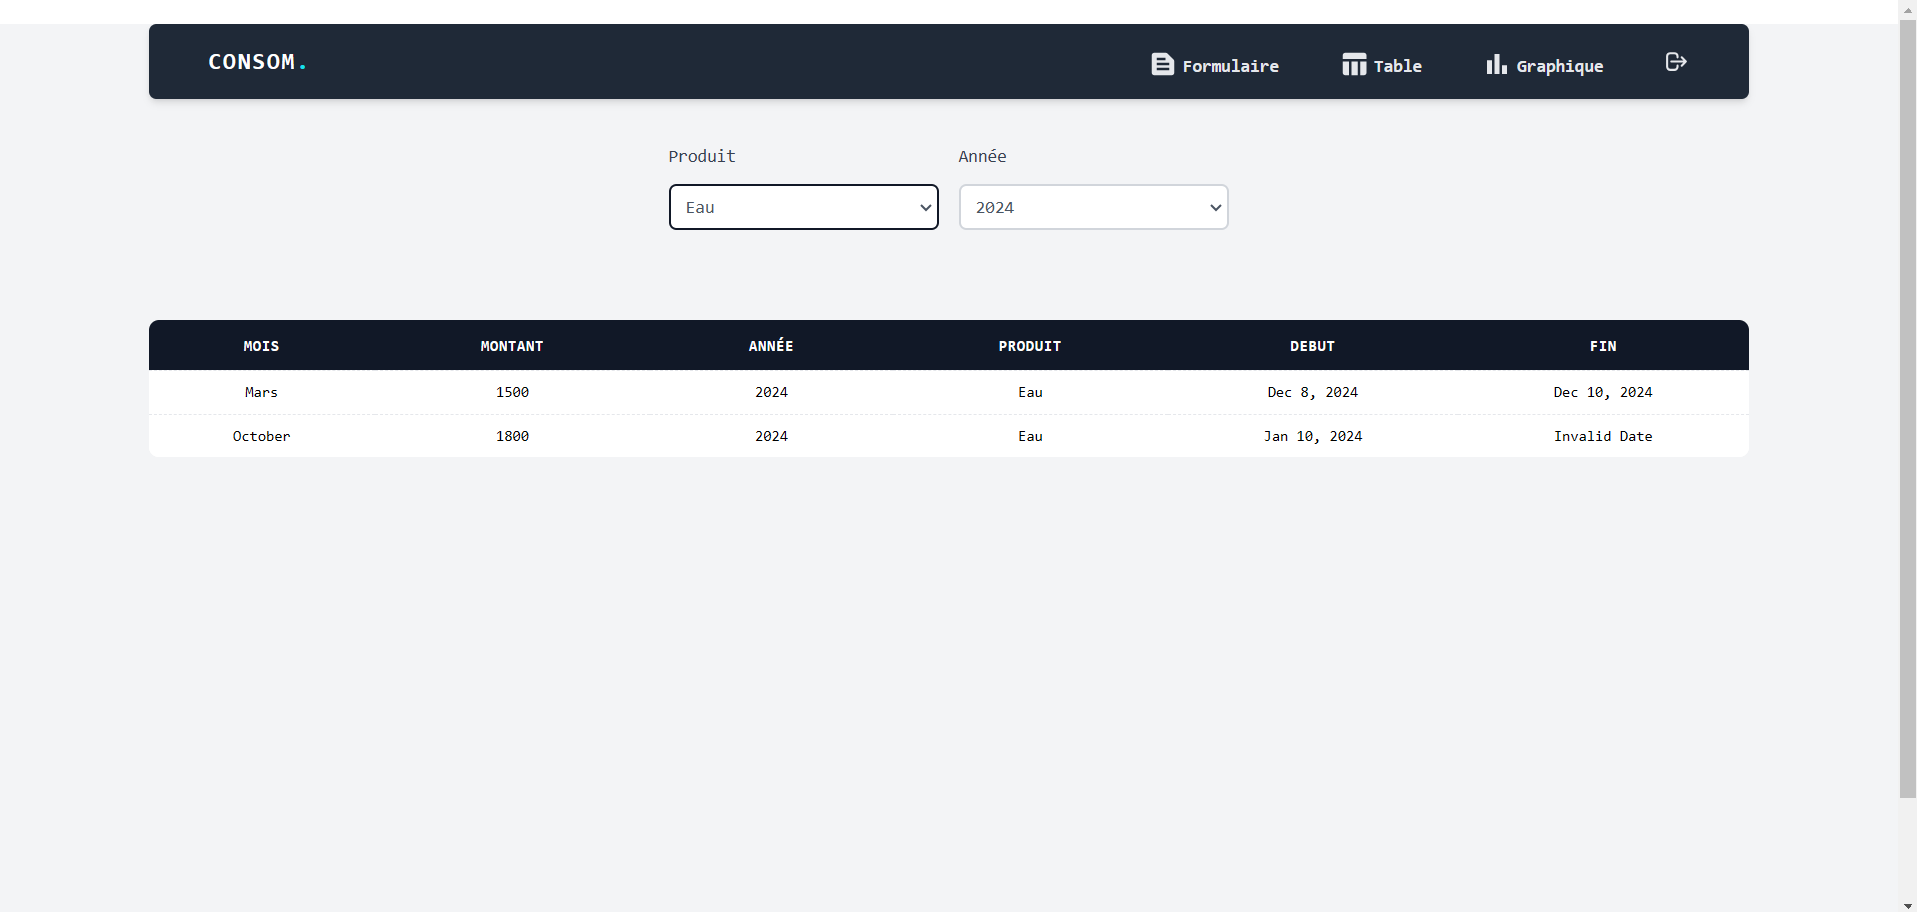 CONSOM.
Formulaire Table Graphique
Produit Année
Eau 2024
MOIS MONTANT ANNÉE PRODUIT DEBUT FIN
Mars 1500 2024 Eau Dec 8, 2024 Dec 10, 2024
October 1800 2024 Eau Jan 10, 2024 Invalid Date